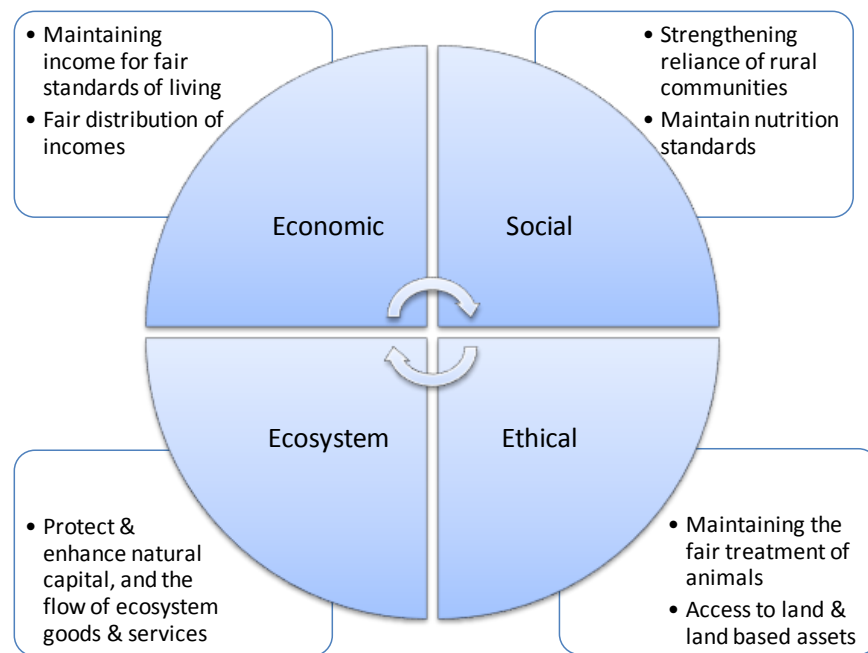 • Maintaining
income for fair
standards of living
• Fair distribution of
incomes
• Strengthening
reliance of rural
communities
• Maintain nutrition
standards
Economic
Social
Ecosystem
Ethical
• Protect &
enhance natural
capital, and the
flow of ecosystem
goods & services
• Maintaining the
fair treatment of
animals
• Access to land &
land based assets